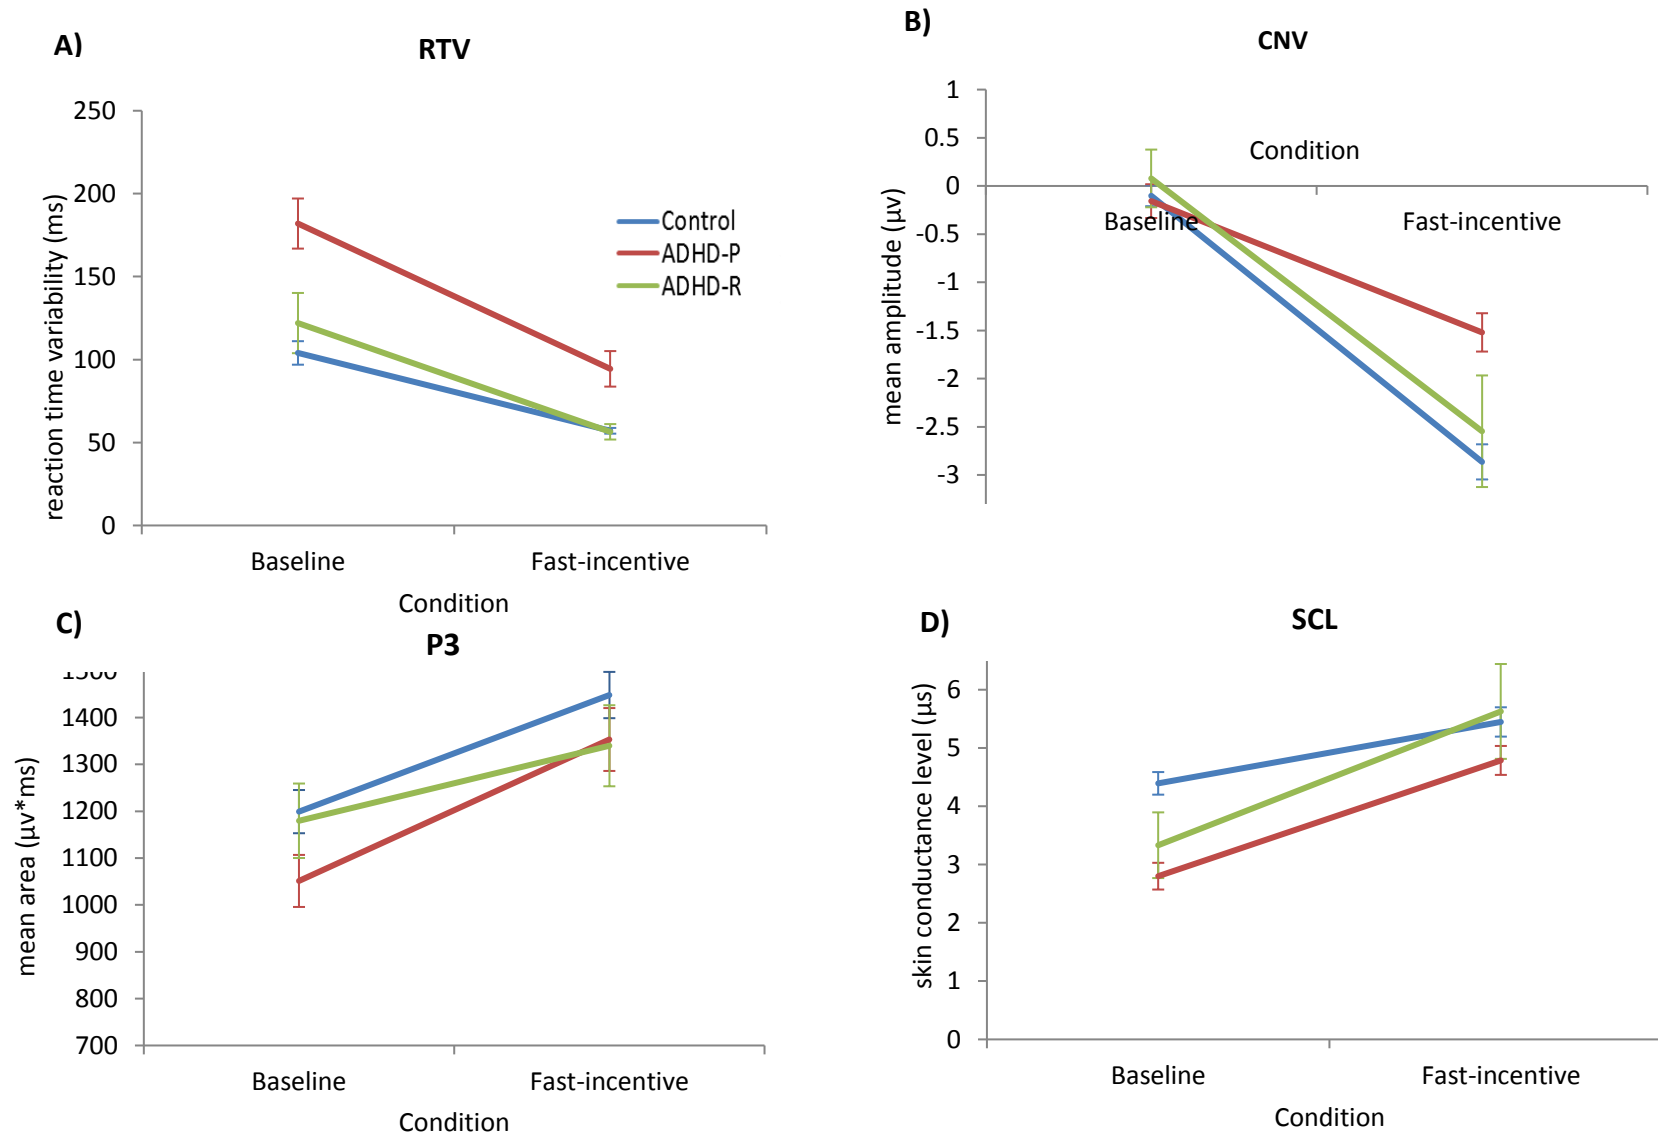 A)
RTV
250
200
150
100
50
0
reaction time variability (ms)
Control
ADHD-P
ADHD-R
Baseline
Fast-incentive
Condition
B)
CNV
1
0.5
0
-0.5
-1
-1.5
-2
-2.5
-3
mean amplitude (μv)
Condition
Baseline
Fast-incentive
C)
P3
1500
1400
1300
1200
1100
1000
900
800
700
mean area (μv*ms)
Baseline
Fast-incentive
Condition
D)
SCL
6
5
4
3
2
1
0
skin conductance level (μs)
Baseline
Fast-incentive
Condition